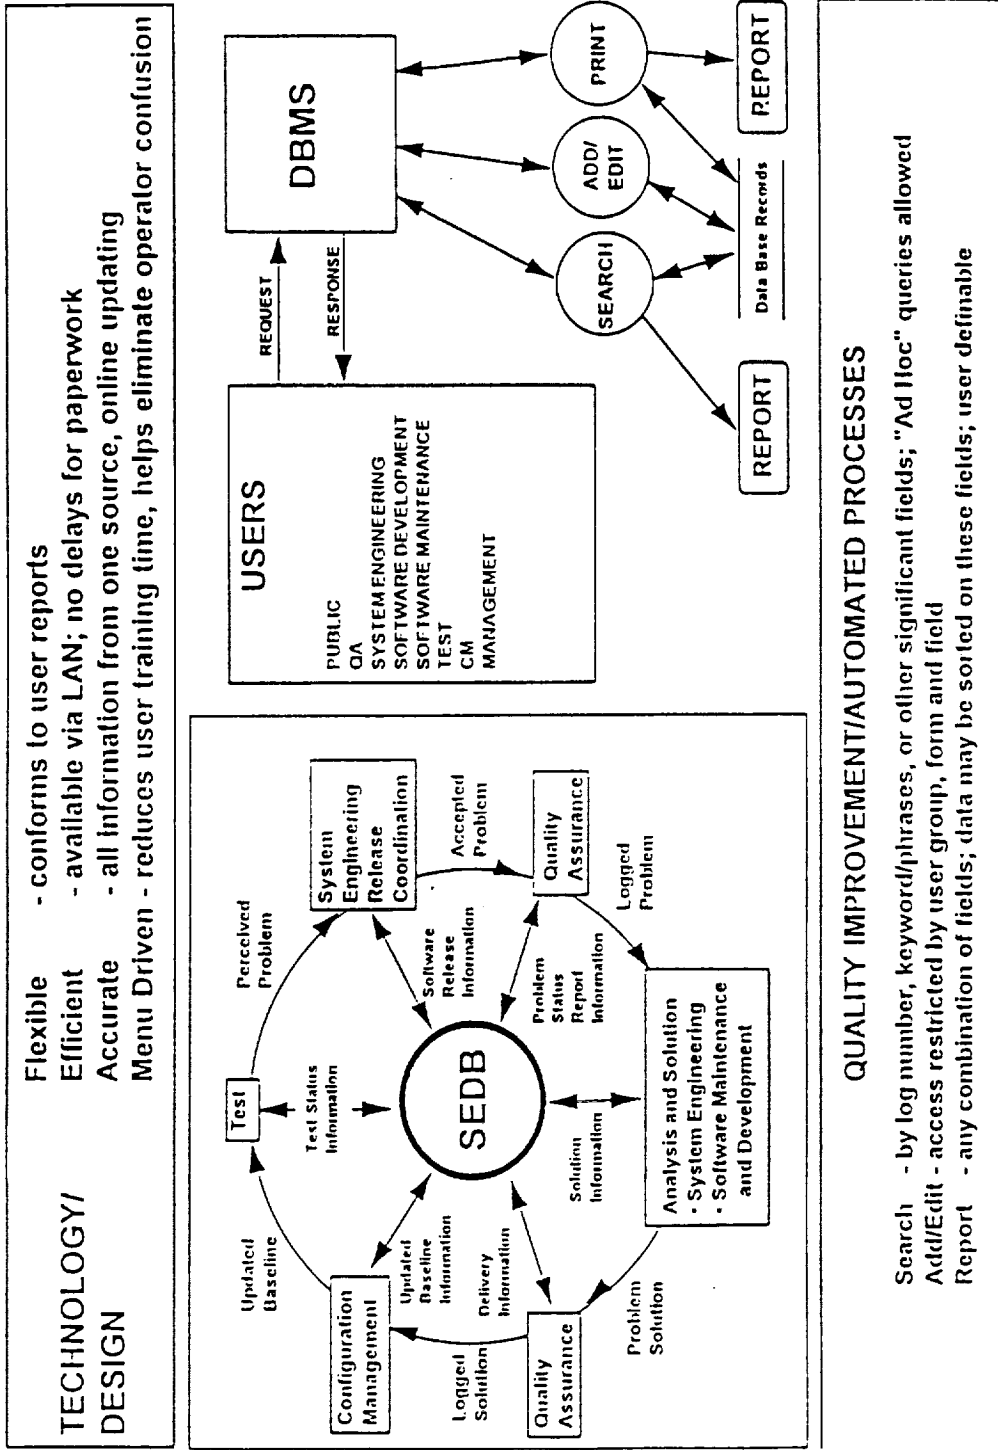 TECHNOLOGY/
DESIGN
Flexible - conforms to user reports
Efficient - available via LAN; no delays for paperwork
Accurate - all information from one source, online updating
Menu Driven - reduces user training time, helps eliminate operator confusion
Updated
Baseline
Test
Perceived
Problem
Configuration
Management
Test Status
Information
System
Engineering
Release
Coordination
Updated
Baseline
Information
Software
Release
Information
Accepted
Problem
Logged
Solution
Delivery
Information
SEDB
Problem
Status
Report
Information
Quality
Assurance
Quality
Assurance
Solution
Information
Logged
Problem
Problem
Solution
Analysis and Solution
• System Engineering
• Software Maintenance
and Development
USERS
PUBLIC
QA
SYSTEM ENGINEERING
SOFTWARE DEVELOPMENT
SOFTWARE MAINTENANCE
TEST
CM
MANAGEMENT
REQUEST
RESPONSE
DBMS
SEARCH
ADD/
EDIT
PRINT
REPORT
Data Base Records
REPORT
QUALITY IMPROVEMENT/AUTOMATED PROCESSES
Search - by log number, keyword/phrases, or other significant fields; "Ad Hoc" queries allowed
Add/Edit - access restricted by user group, form and field
Report - any combination of fields; data may be sorted on these fields; user definable